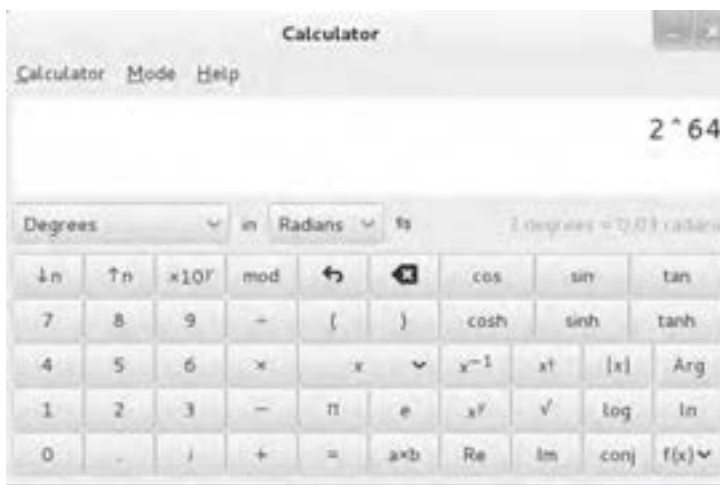 Calculator
Calculator Mode Help
2^64
Degrees in Radians
↓n ↑n ×10ʸ mod cos sin tan
7 8 9 ÷ ( ) cosh sinh tanh
4 5 6 × x x⁻¹ x! |x| Arg
1 2 3 − π e xʸ √ log ln
0 . i + = a×b Re Im conj f(x)